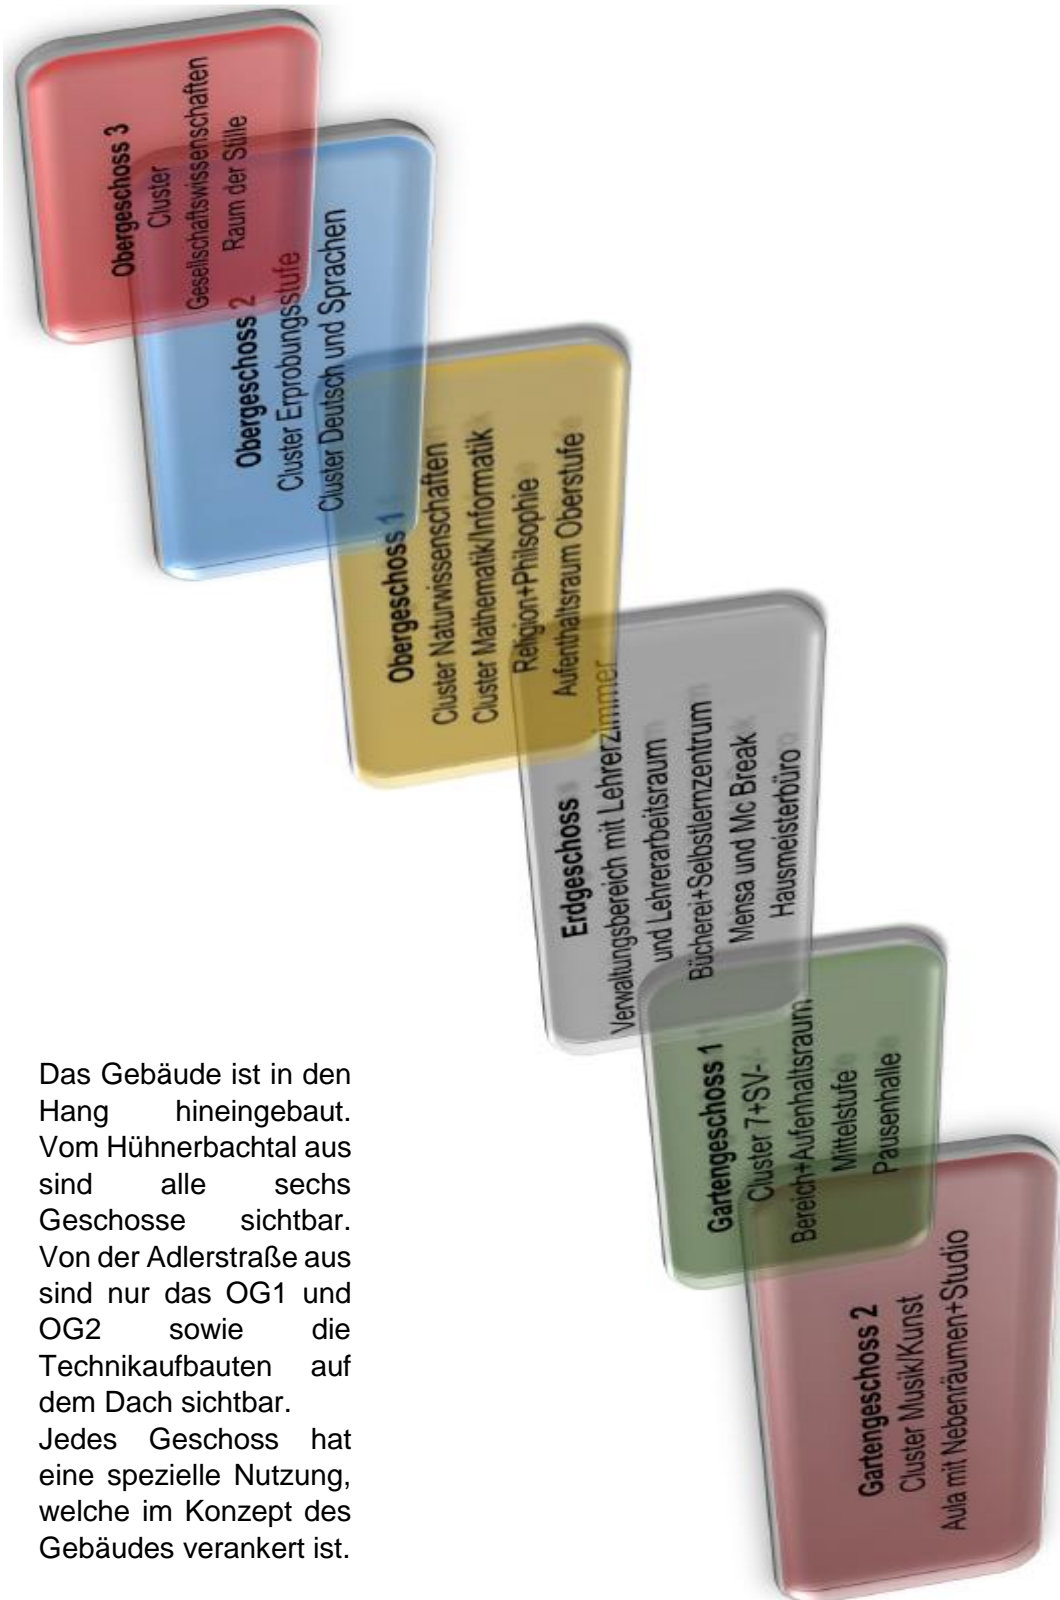 Obergeschoss 3
Cluster
Gesellschaftswissenschaften
Raum der Stille
Obergeschoss 2
Cluster Erprobungsstufe
Cluster Deutsch und Sprachen
Obergeschoss 1
Cluster Naturwissenschaften
Cluster Mathematik/Informatik
Religion+Philsophie
Aufenthaltsraum Oberstufe
Erdgeschoss
Verwaltungsbereich mit Lehrerzimmer
und Lehrerarbeitsraum
Bücherei+Selbstlernzentrum
Mensa und Mc Break
Hausmeisterbüro
Gartengeschoss 1
Cluster 7+SV-
Bereich+Aufenhaltsraum
Mittelstufe
Pausenhalle
Gartengeschoss 2
Cluster Musik/Kunst
Aula mit Nebenräumen+Studio
Das Gebäude ist in den
Hang hineingebaut.
Vom Hühnerbachtal aus
sind alle sechs
Geschosse sichtbar.
Von der Adlerstraße aus
sind nur das OG1 und
OG2 sowie die
Technikaufbauten auf
dem Dach sichtbar.
Jedes Geschoss hat
eine spezielle Nutzung,
welche im Konzept des
Gebäudes verankert ist.